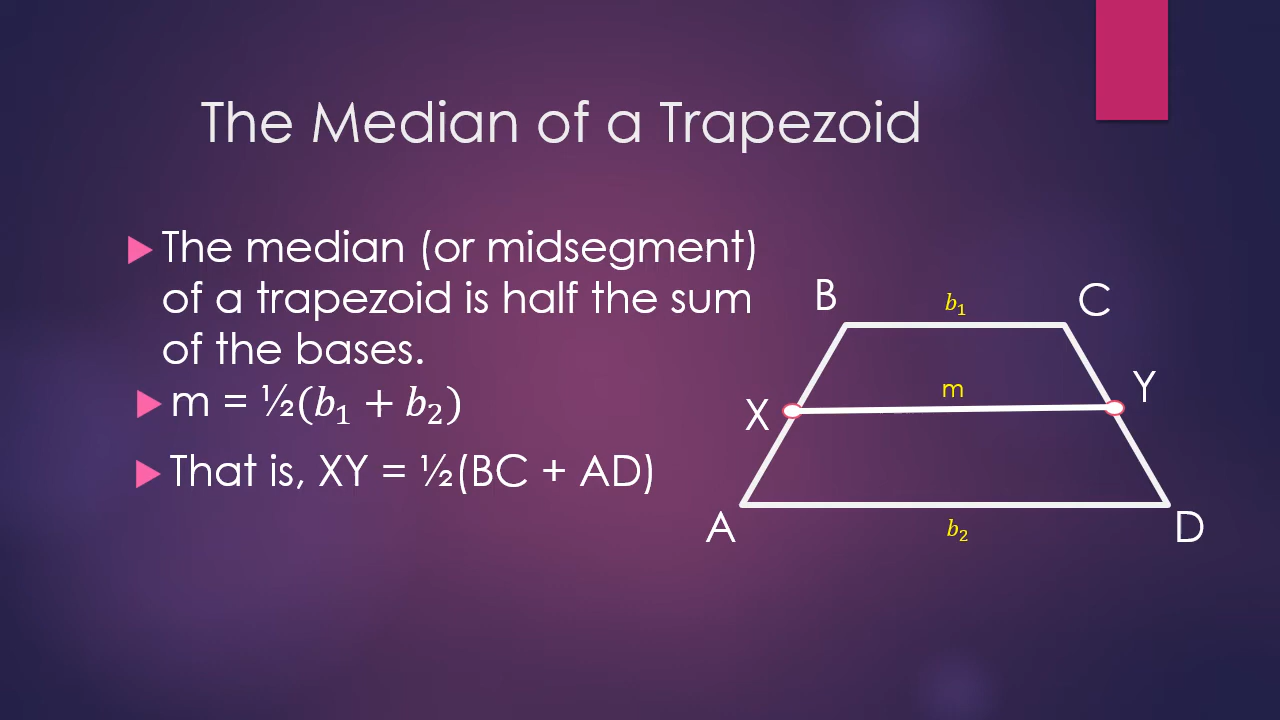 The Median of a Trapezoid
The median (or midsegment)
of a trapezoid is half the sum
of the bases.
m = ½(b₁ + b₂)
That is, XY = ½(BC + AD)
B
b₁
C
X
m
Y
A
b₂
D